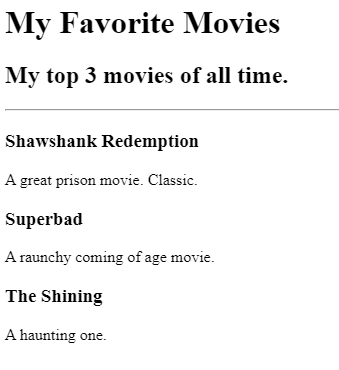 My Favorite Movies
My top 3 movies of all time.
Shawshank Redemption
A great prison movie. Classic.
Superbad
A raunchy coming of age movie.
The Shining
A haunting one.